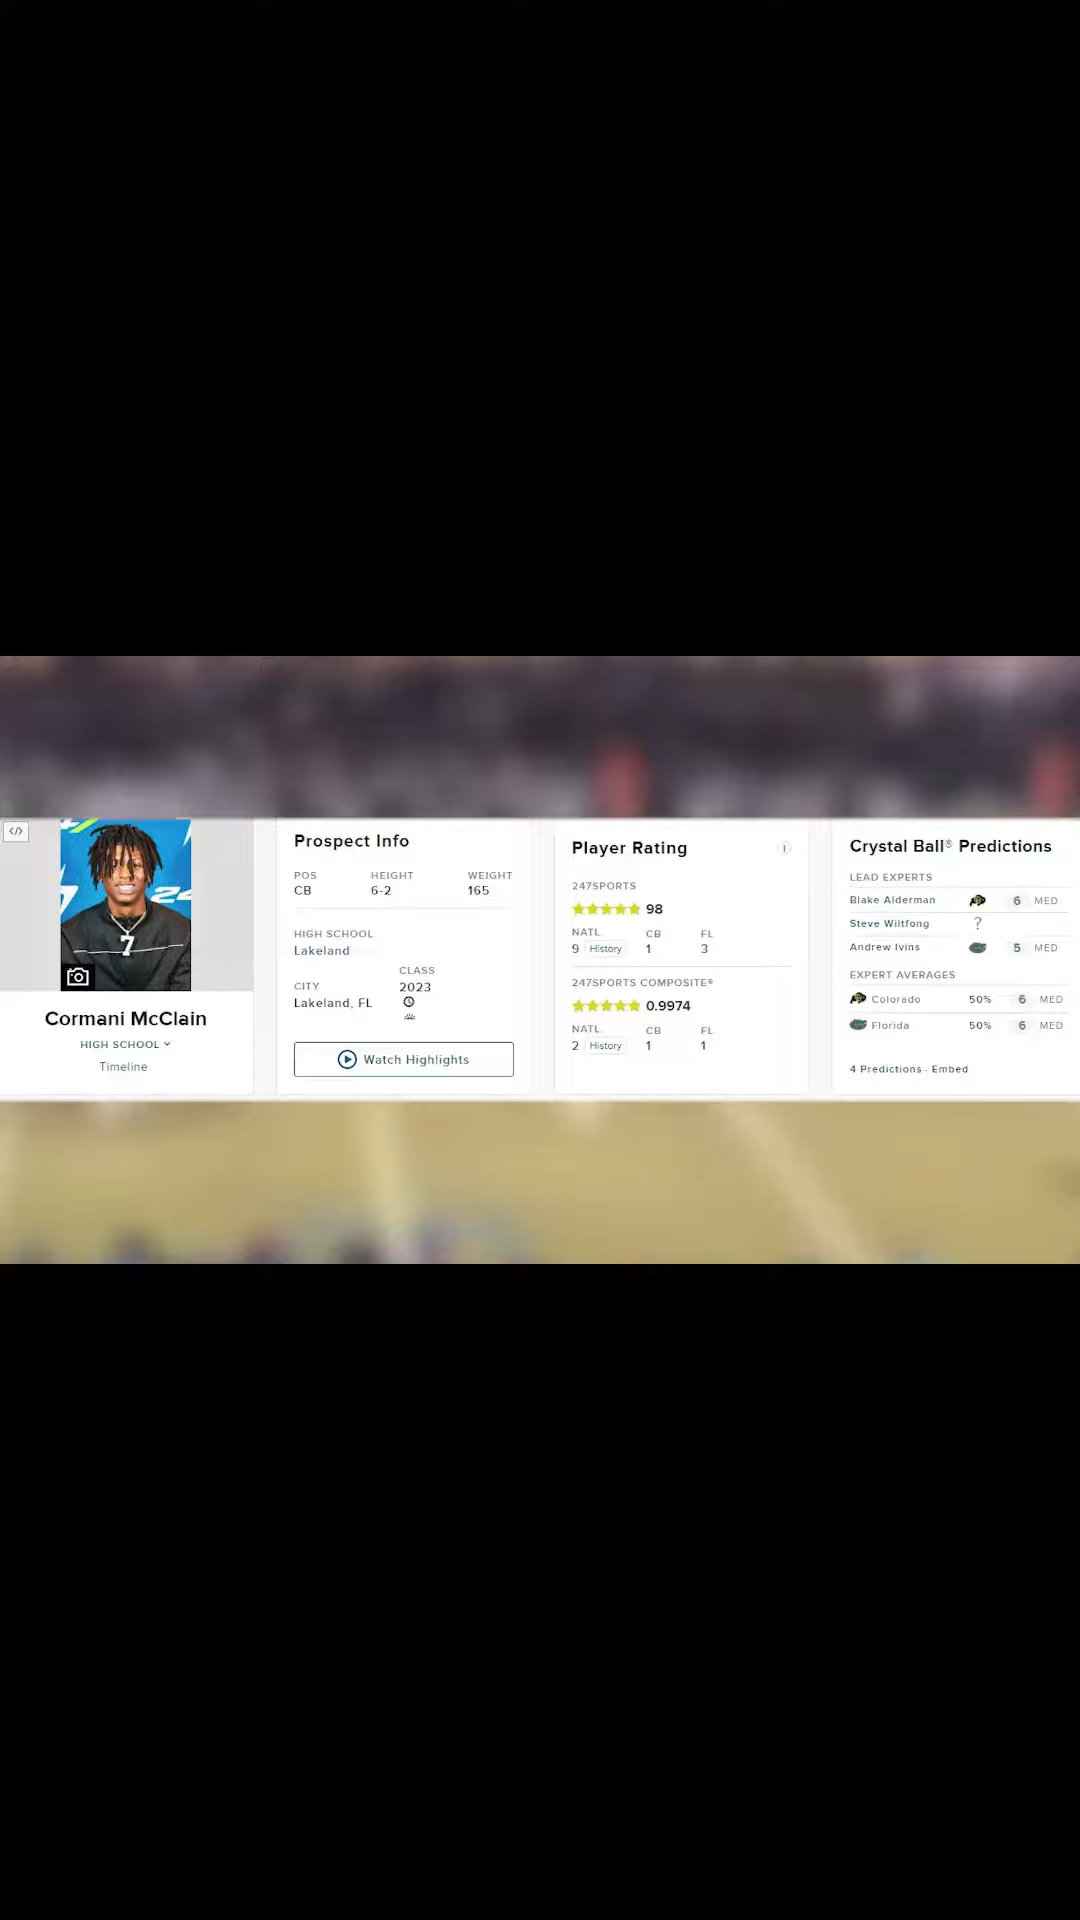 </>
7
24
Cormani McClain
HIGH SCHOOL
Timeline
Prospect Info
POS HEIGHT WEIGHT
CB 6-2 165
HIGH SCHOOL
Lakeland
CITY CLASS
Lakeland, FL 2023
Watch Highlights
Player Rating
i
247SPORTS
98
NATL. CB FL
9 History 1 3
247SPORTS COMPOSITE®
0.9974
NATL. CB FL
2 History 1 1
Crystal Ball® Predictions
LEAD EXPERTS
Blake Alderman 6 MED
Steve Wiltfong ?
Andrew Ivins 5 MED
EXPERT AVERAGES
Colorado 50% 6 MED
Florida 50% 6 MED
4 Predictions · Embed